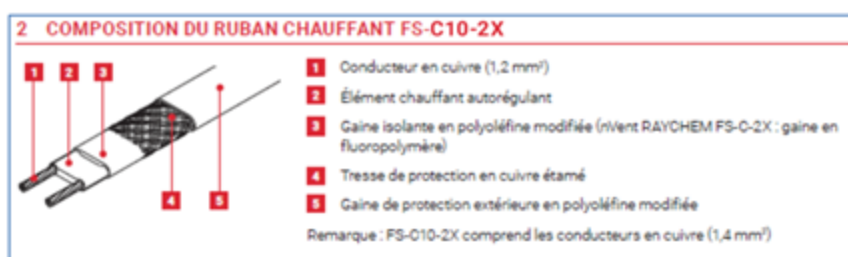 2 COMPOSITION DU RUBAN CHAUFFANT FS-C10-2X
1 2 3
1 Conducteur en cuivre (1,2 mm²)
2 Élément chauffant autorégulant
3 Gaine isolante en polyoléfine modifiée (nVent RAYCHEM FS-C-2X : gaine en
fluoropolymère)
4 Tresse de protection en cuivre étamé
4 5
5 Gaine de protection extérieure en polyoléfine modifiée
Remarque : FS-C10-2X comprend les conducteurs en cuivre (1,4 mm²)